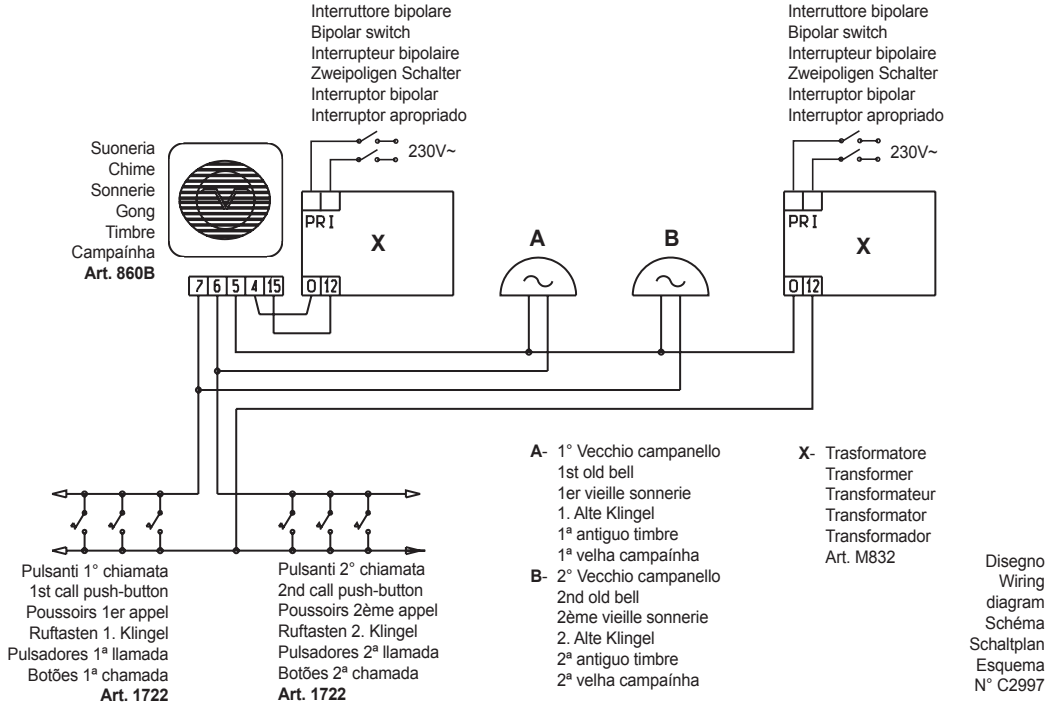 Interruttore bipolare
Bipolar switch
Interrupteur bipolaire
Zweipoligen Schalter
Interruptor bipolar
Interruptor apropriado
230V~
Interruttore bipolare
Bipolar switch
Interrupteur bipolaire
Zweipoligen Schalter
Interruptor bipolar
Interruptor apropriado
230V~
Suoneria
Chime
Sonnerie
Gong
Timbre
Campaínha
Art. 860B
7 6 5 4 15
PRI
X
0 12
A
B
PRI
X
0 12
A- 1° Vecchio campanello
1st old bell
1er vieille sonnerie
1. Alte Klingel
1ª antiguo timbre
1ª velha campaínha
B- 2° Vecchio campanello
2nd old bell
2ème vieille sonnerie
2. Alte Klingel
2ª antiguo timbre
2ª velha campaínha
X- Trasformatore
Transformer
Transformateur
Transformator
Transformador
Art. M832
Pulsanti 1° chiamata
1st call push-button
Poussoirs 1er appel
Ruftasten 1. Klingel
Pulsadores 1ª llamada
Botões 1ª chamada
Art. 1722
Pulsanti 2° chiamata
2nd call push-button
Poussoirs 2ème appel
Ruftasten 2. Klingel
Pulsadores 2ª llamada
Botões 2ª chamada
Art. 1722
Disegno
Wiring
diagram
Schéma
Schaltplan
Esquema
N° C2997